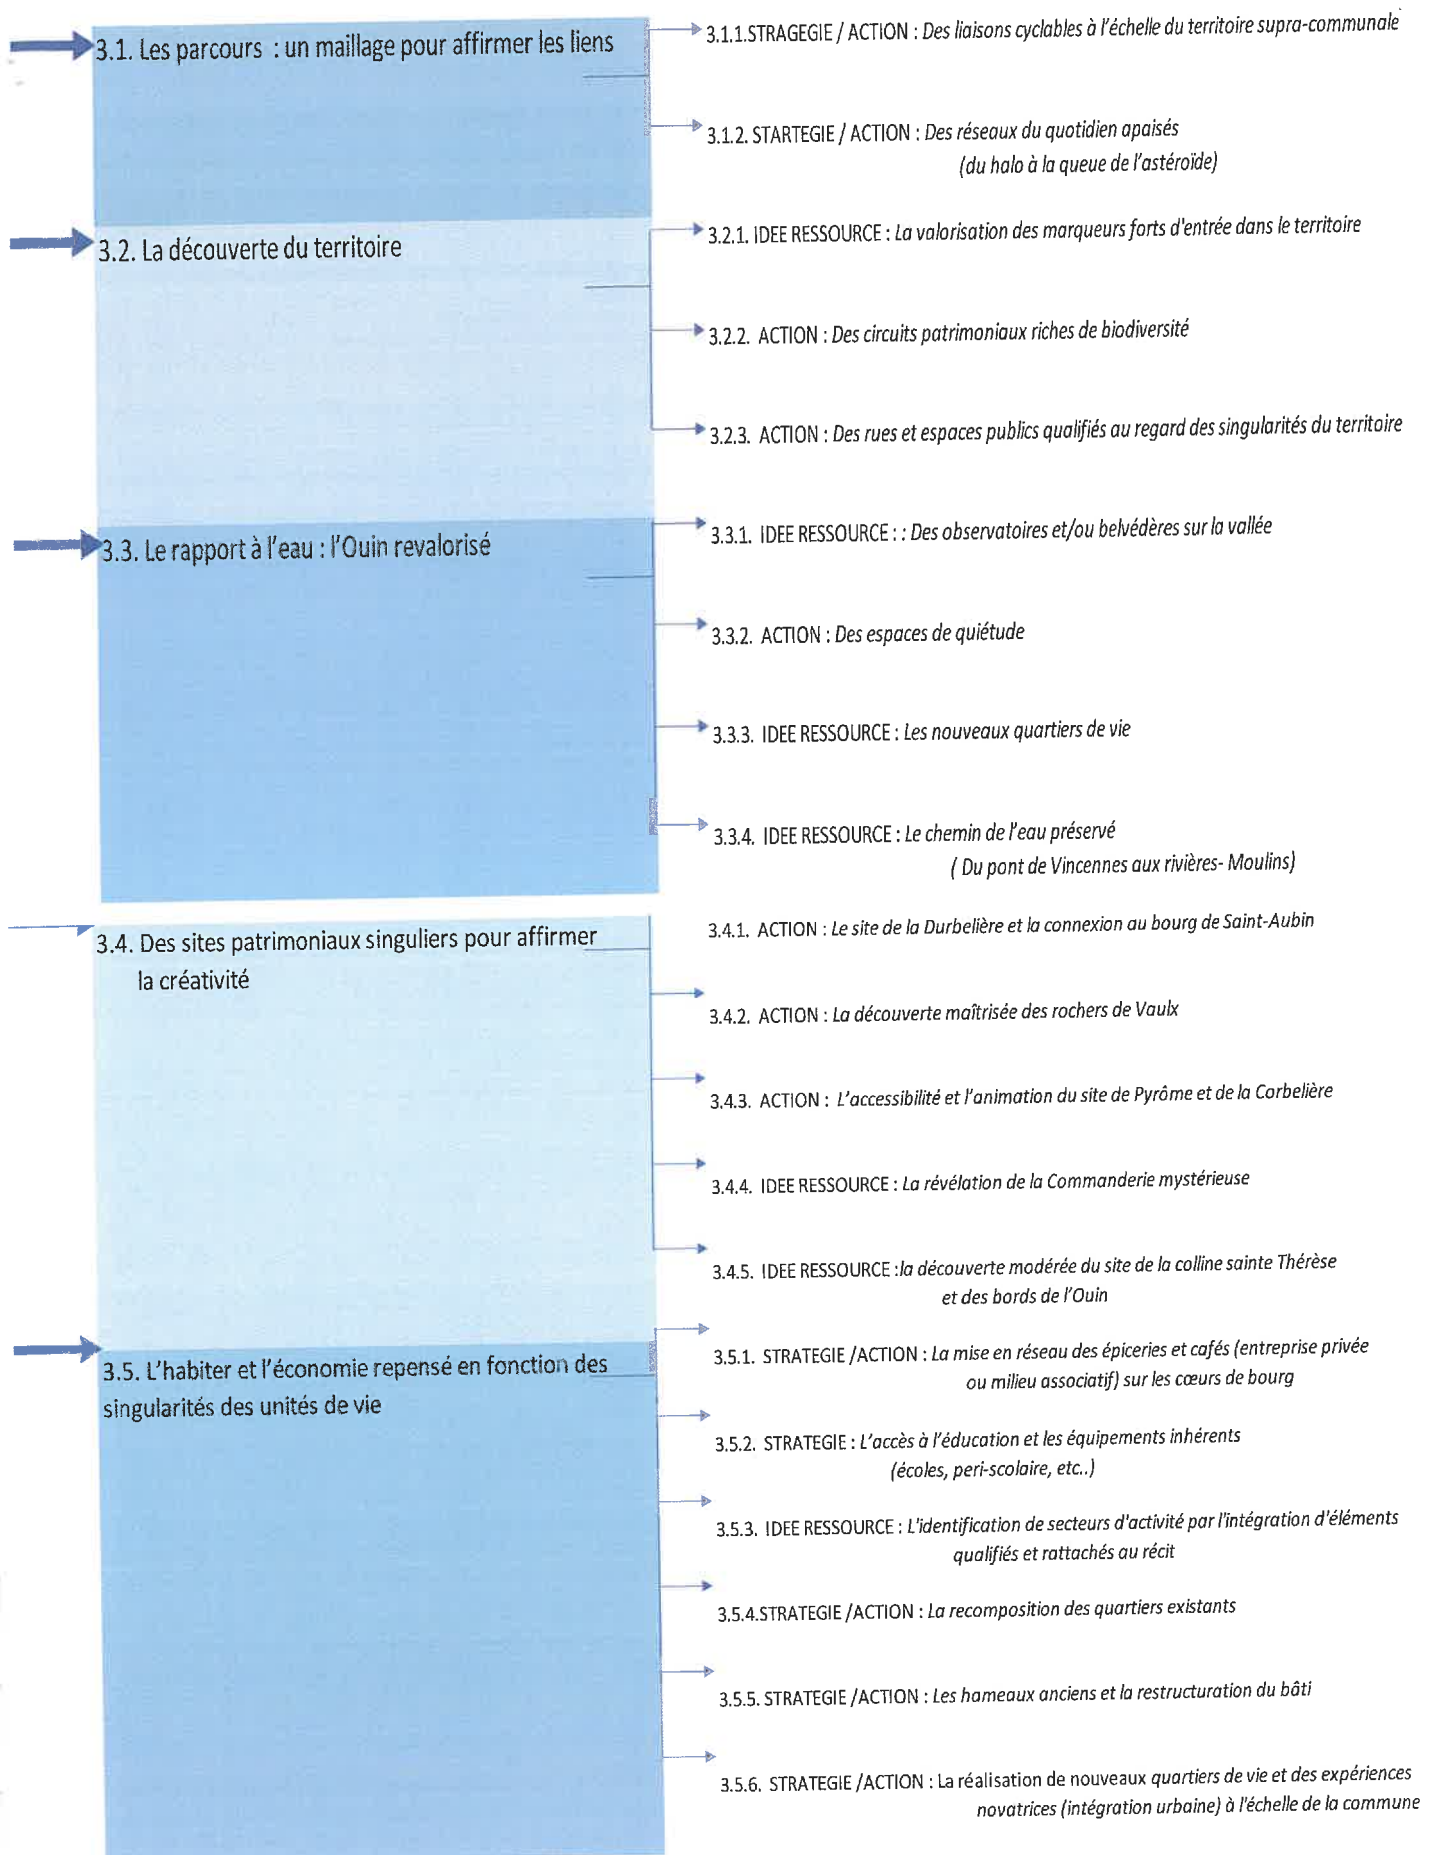 3.1. Les parcours : un maillage pour affirmer les liens
3.1.1.STRAGEGIE / ACTION : Des liaisons cyclables à l'échelle du territoire supra-communale
3.1.2. STARTEGIE / ACTION : Des réseaux du quotidien apaisés
(du halo à la queue de l'astéroïde)
3.2. La découverte du territoire
3.2.1. IDEE RESSOURCE : La valorisation des marqueurs forts d'entrée dans le territoire
3.2.2. ACTION : Des circuits patrimoniaux riches de biodiversité
3.2.3. ACTION : Des rues et espaces publics qualifiés au regard des singularités du territoire
3.3. Le rapport à l'eau : l'Ouin revalorisé
3.3.1. IDEE RESSOURCE : : Des observatoires et/ou belvédères sur la vallée
3.3.2. ACTION : Des espaces de quiétude
3.3.3. IDEE RESSOURCE : Les nouveaux quartiers de vie
3.3.4. IDEE RESSOURCE : Le chemin de l'eau préservé
( Du pont de Vincennes aux rivières- Moulins)
3.4. Des sites patrimoniaux singuliers pour affirmer
la créativité
3.4.1. ACTION : Le site de la Durbelière et la connexion au bourg de Saint-Aubin
3.4.2. ACTION : La découverte maîtrisée des rochers de Vaulx
3.4.3. ACTION : L'accessibilité et l'animation du site de Pyrôme et de la Corbelière
3.4.4. IDEE RESSOURCE : La révélation de la Commanderie mystérieuse
3.4.5. IDEE RESSOURCE :la découverte modérée du site de la colline sainte Thérèse
et des bords de l'Ouin
3.5. L'habiter et l'économie repensé en fonction des
singularités des unités de vie
3.5.1. STRATEGIE /ACTION : La mise en réseau des épiceries et cafés (entreprise privée
ou milieu associatif) sur les cœurs de bourg
3.5.2. STRATEGIE : L'accès à l'éducation et les équipements inhérents
(écoles, peri-scolaire, etc..)
3.5.3. IDEE RESSOURCE : L'identification de secteurs d'activité par l'intégration d'éléments
qualifiés et rattachés au récit
3.5.4.STRATEGIE /ACTION : La recomposition des quartiers existants
3.5.5. STRATEGIE /ACTION : Les hameaux anciens et la restructuration du bâti
3.5.6. STRATEGIE /ACTION : La réalisation de nouveaux quartiers de vie et des expériences
novatrices (intégration urbaine) à l'échelle de la commune